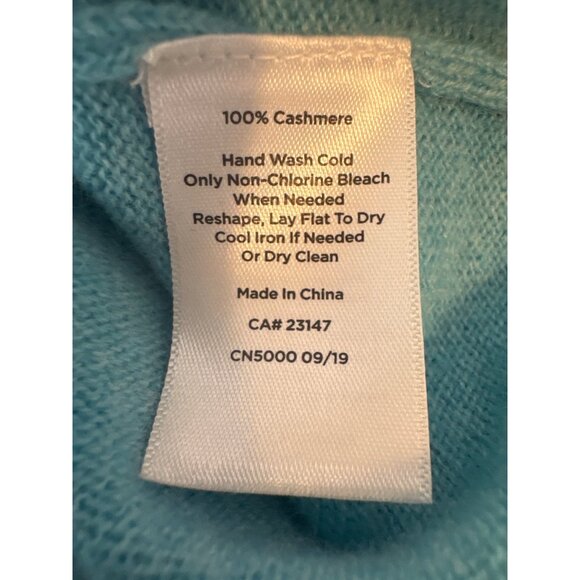 100% Cashmere
Hand Wash Cold
Only Non-Chlorine Bleach
When Needed
Reshape, Lay Flat To Dry
Cool Iron If Needed
Or Dry Clean
Made In China
CA# 23147
CN5000 09/19